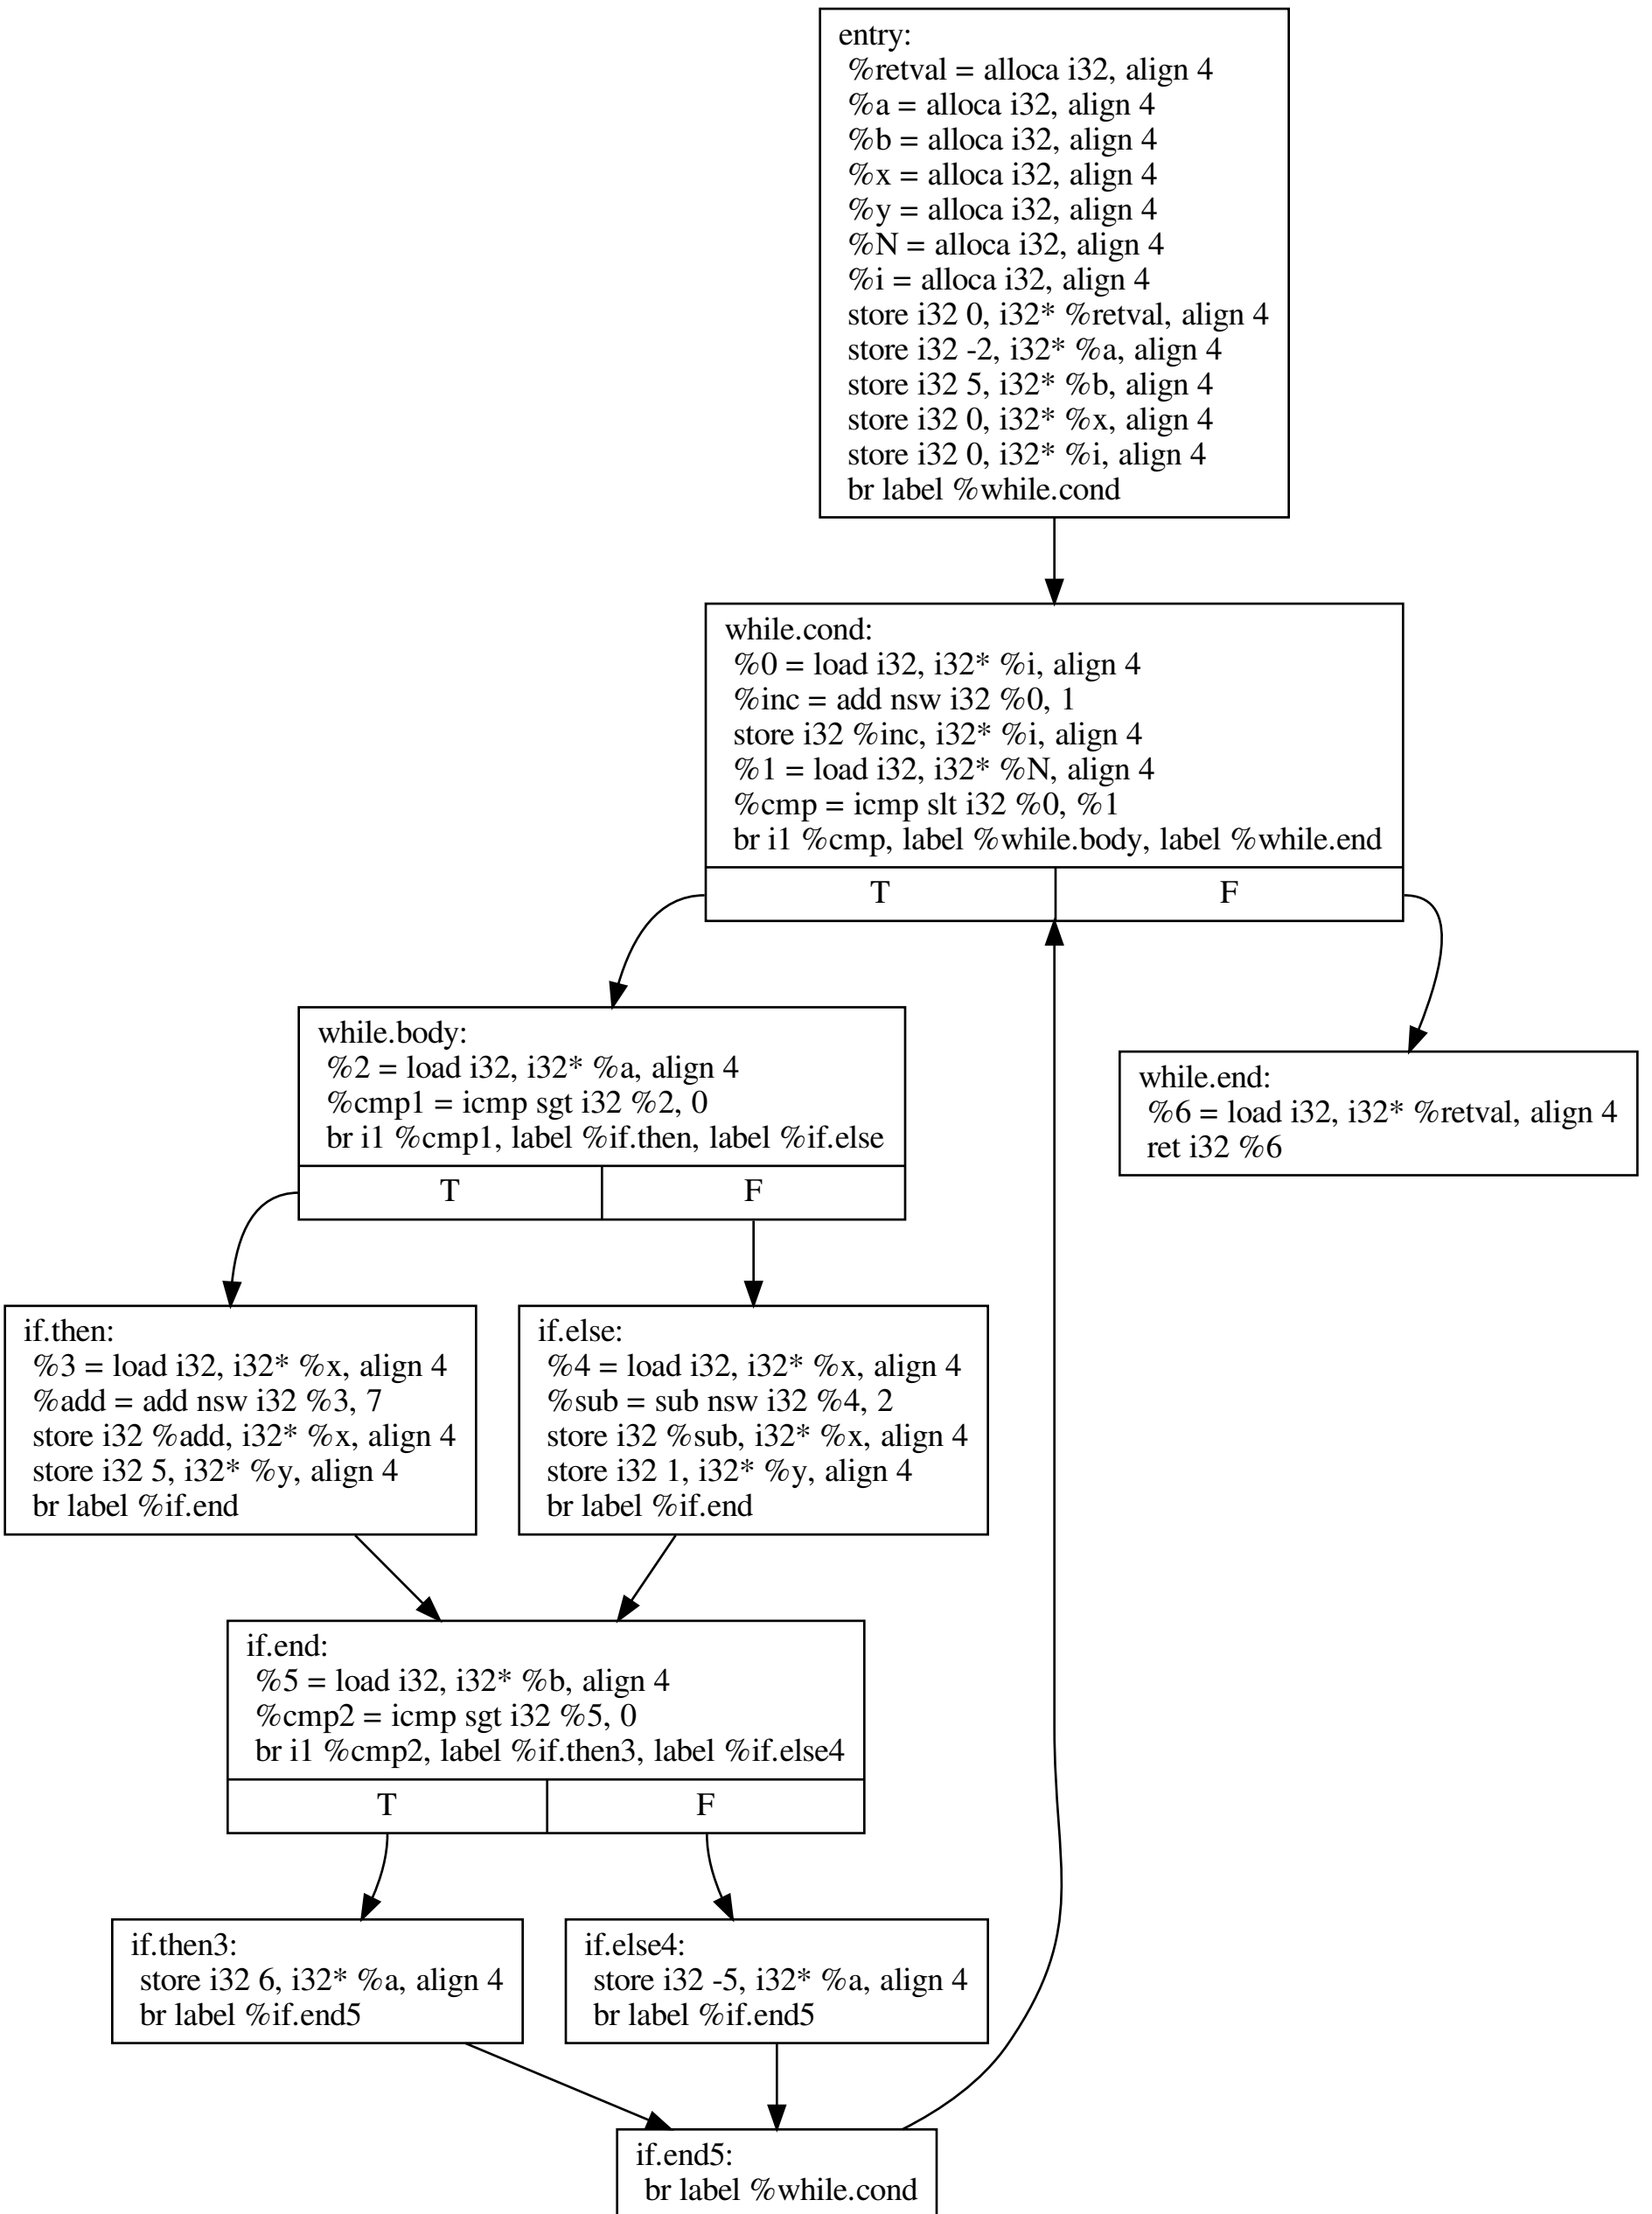 entry:
%retval = alloca i32, align 4
%a = alloca i32, align 4
%b = alloca i32, align 4
%x = alloca i32, align 4
%y = alloca i32, align 4
%N = alloca i32, align 4
%i = alloca i32, align 4
store i32 0, i32* %retval, align 4
store i32 -2, i32* %a, align 4
store i32 5, i32* %b, align 4
store i32 0, i32* %x, align 4
store i32 0, i32* %i, align 4
br label %while.cond
while.cond:
%0 = load i32, i32* %i, align 4
%inc = add nsw i32 %0, 1
store i32 %inc, i32* %i, align 4
%1 = load i32, i32* %N, align 4
%cmp = icmp slt i32 %0, %1
br i1 %cmp, label %while.body, label %while.end
T F
while.body:
%2 = load i32, i32* %a, align 4
%cmp1 = icmp sgt i32 %2, 0
br i1 %cmp1, label %if.then, label %if.else
T F
while.end:
%6 = load i32, i32* %retval, align 4
ret i32 %6
if.then:
%3 = load i32, i32* %x, align 4
%add = add nsw i32 %3, 7
store i32 %add, i32* %x, align 4
store i32 5, i32* %y, align 4
br label %if.end
if.else:
%4 = load i32, i32* %x, align 4
%sub = sub nsw i32 %4, 2
store i32 %sub, i32* %x, align 4
store i32 1, i32* %y, align 4
br label %if.end
if.end:
%5 = load i32, i32* %b, align 4
%cmp2 = icmp sgt i32 %5, 0
br i1 %cmp2, label %if.then3, label %if.else4
T F
if.then3:
store i32 6, i32* %a, align 4
br label %if.end5
if.else4:
store i32 -5, i32* %a, align 4
br label %if.end5
if.end5:
br label %while.cond